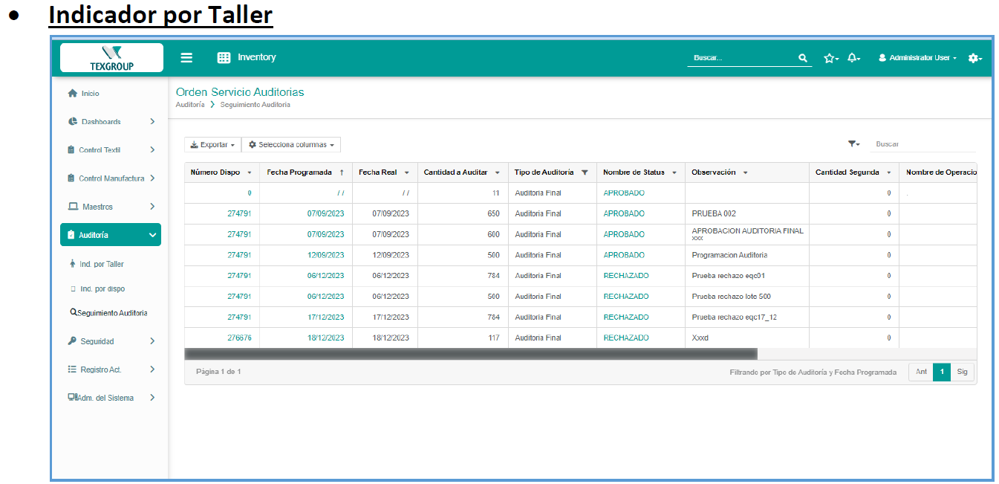 • Indicador por Taller
TEXGROUP
Inventory
Buscar...
Administrator User
Inicio
Dashboards
Control Textil
Control Manufactura
Maestros
Auditoría
Ind. por Taller
Ind. por dispo
Seguimiento Auditoria
Seguridad
Registro Act.
Adm. del Sistema
Orden Servicio Auditorias
Auditoría > Seguimiento Auditoria
Exportar Selecciona columnas Buscar
Número Dispo Fecha Programada ↑ Fecha Real Cantidad a Auditar Tipo de Auditoría Nombre de Status Observación Cantidad Segunda Nombre de Operacio
0 / / / / 11 Auditoria Final APROBADO 0 .
274791 07/09/2023 07/09/2023 650 Auditoria Final APROBADO PRUEBA 002 0
274791 07/09/2023 07/09/2023 600 Auditoria Final APROBADO APROBACION AUDITORIA FINAL
xxx 0
274791 12/09/2023 12/09/2023 500 Auditoria Final APROBADO Programacion Auditoria 0
274791 06/12/2023 06/12/2023 784 Auditoria Final RECHAZADO Prueba rechazo eqc01 0
274791 06/12/2023 06/12/2023 500 Auditoria Final RECHAZADO Prueba rechazo lote 500 0
274791 17/12/2023 17/12/2023 784 Auditoria Final RECHAZADO Prueba rechazo eqc17_12 0
276676 18/12/2023 18/12/2023 117 Auditoria Final RECHAZADO Xxxd 0
Página 1 de 1 Filtrando por Tipo de Auditoría y Fecha Programada Ant 1 Sig